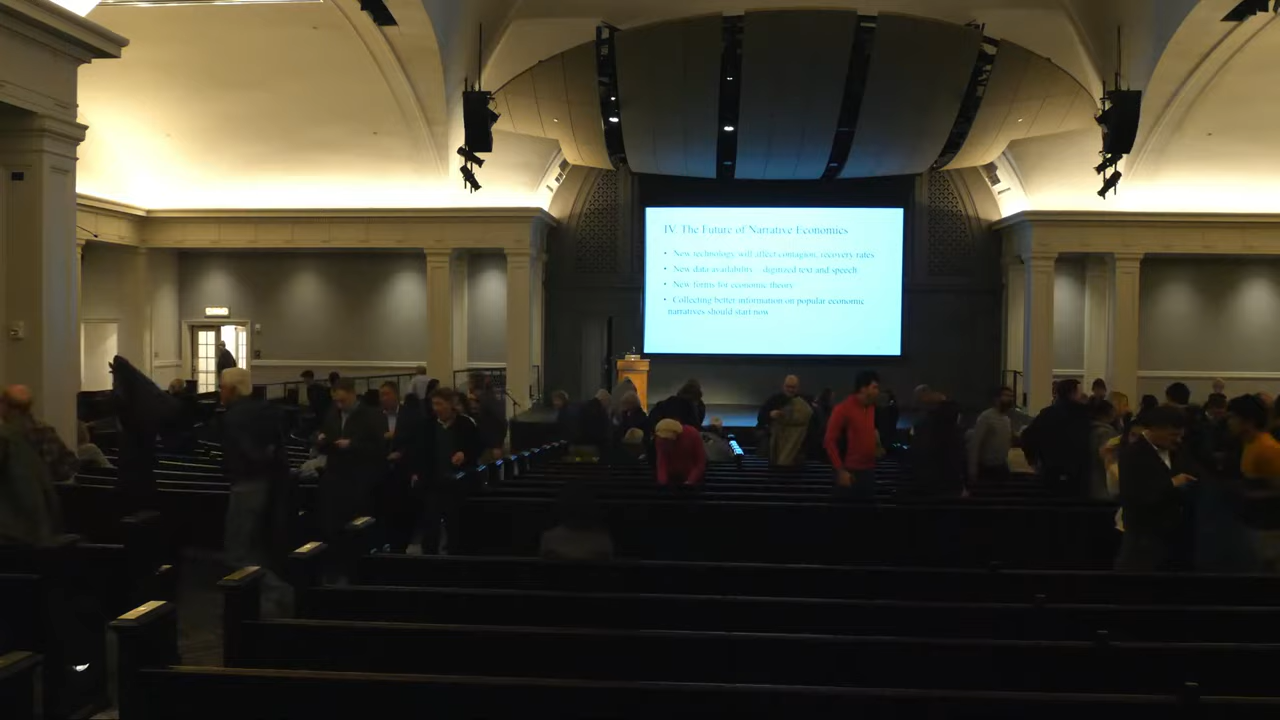 IV. The Future of Narrative Economics
• New technology will affect contagion, recovery rates
• New data availability – digitized text and speech
• New forms for economic theory
• Collecting better information on popular economic
narratives should start now